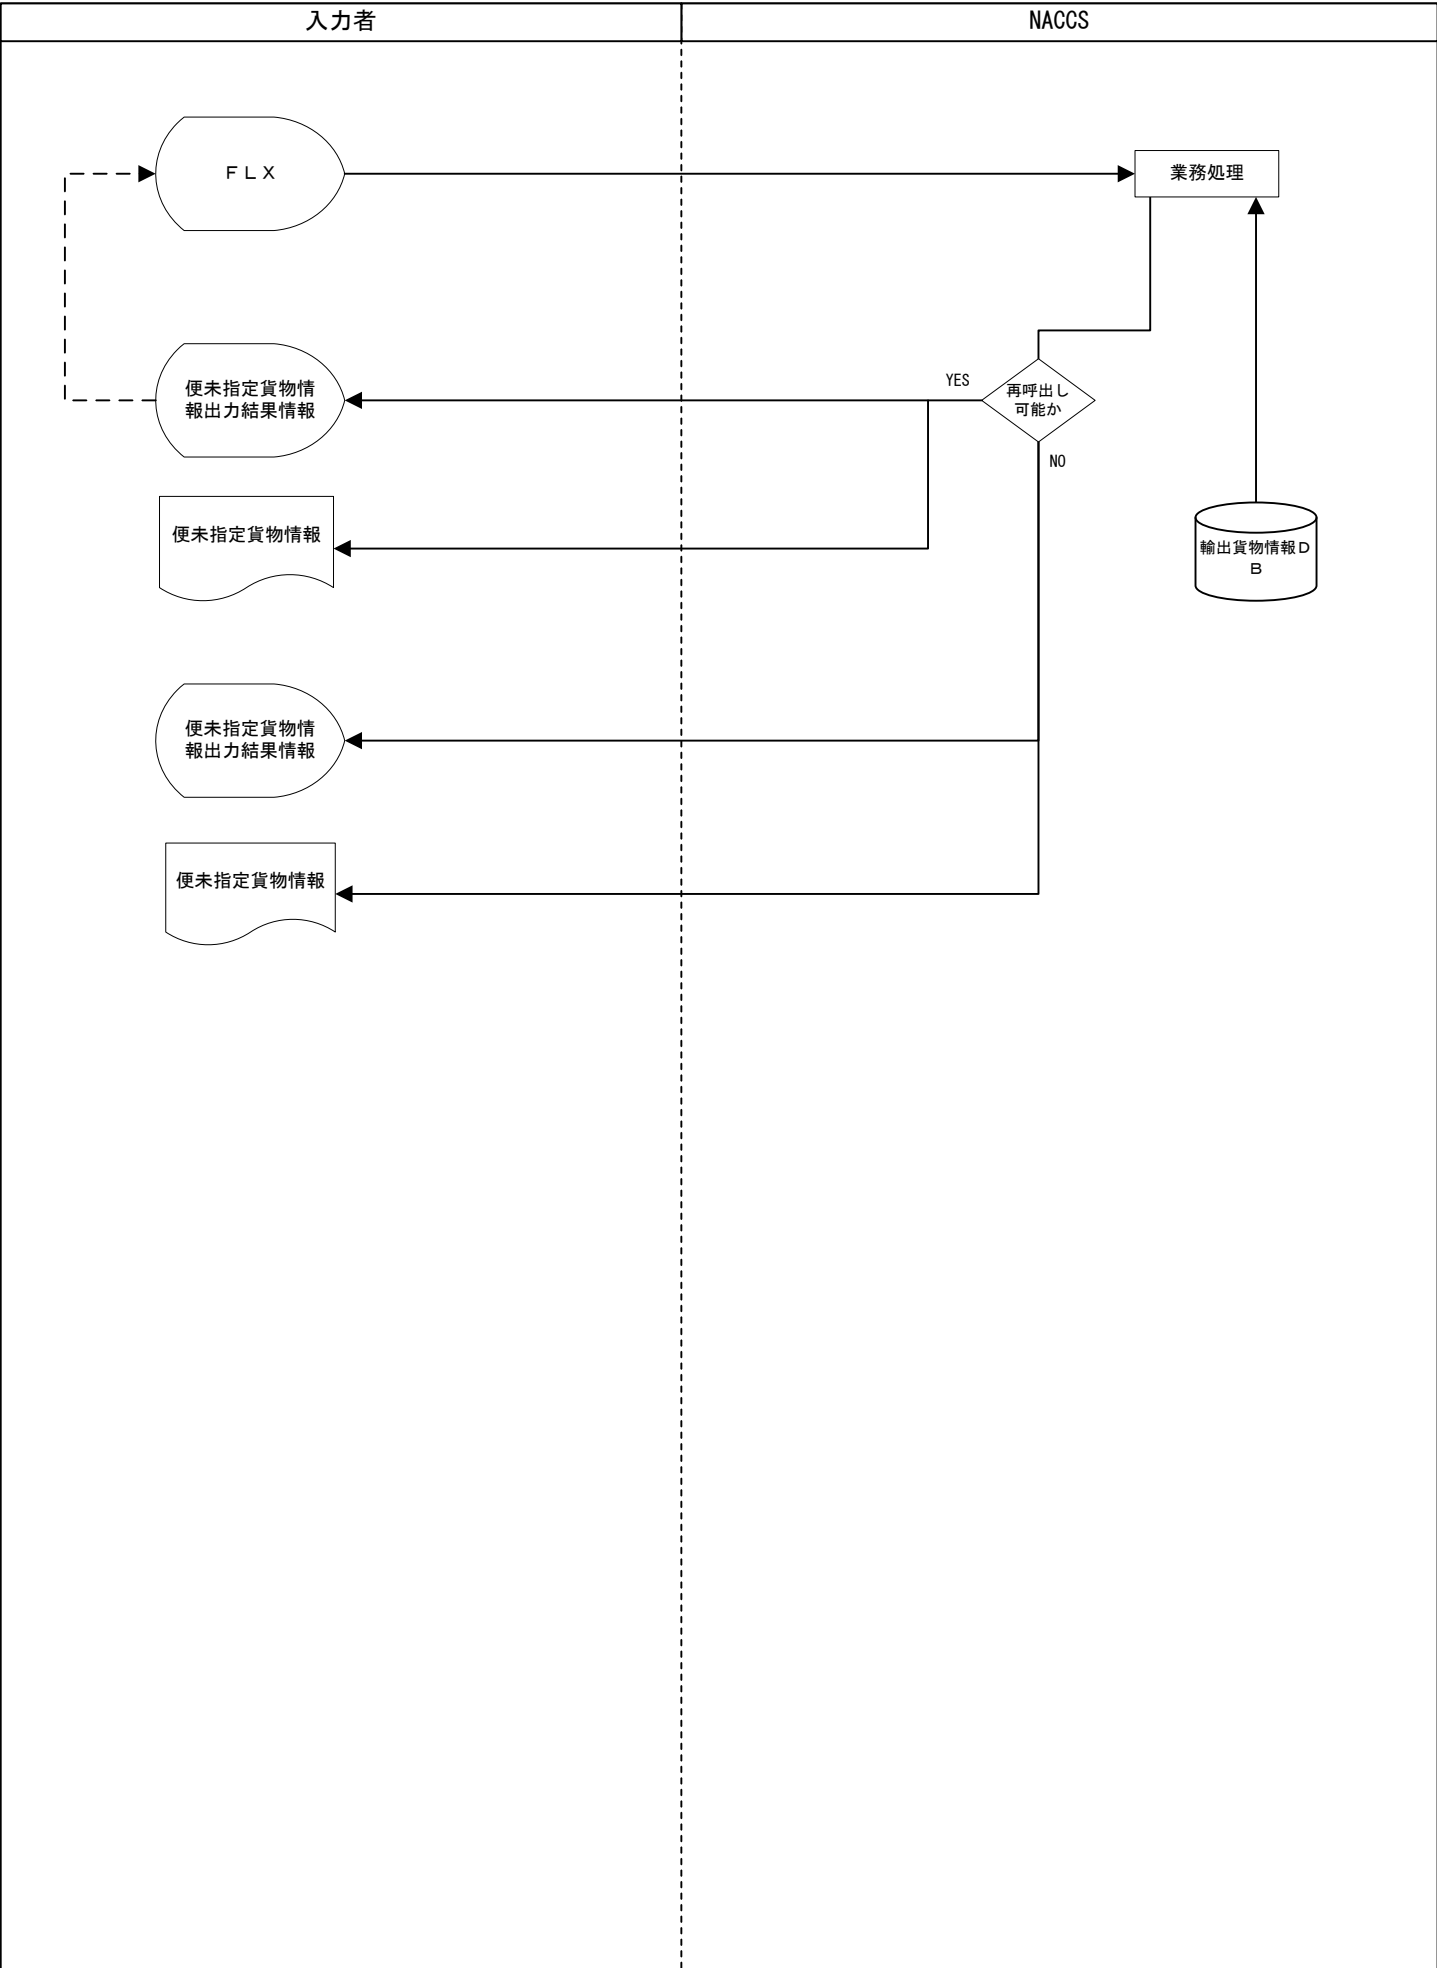 入力者
NACCS
ＦＬＸ
業務処理
便未指定貨物情
報出力結果情報
YES
再呼出し
可能か
NO
便未指定貨物情報
輸出貨物情報Ｄ
Ｂ
便未指定貨物情
報出力結果情報
便未指定貨物情報